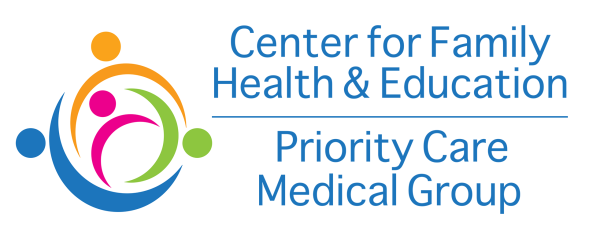 Center for Family
Health & Education
Priority Care
Medical Group